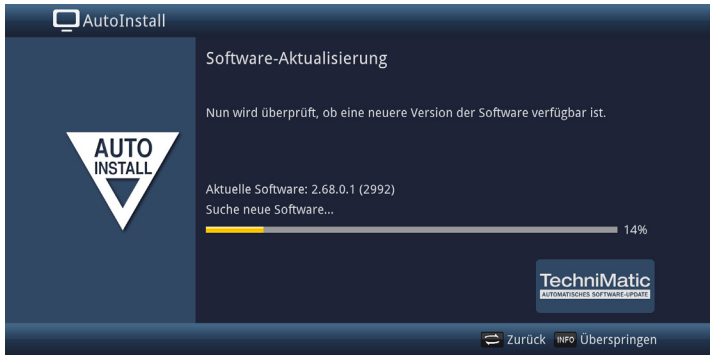 AutoInstall
Software-Aktualisierung
Nun wird überprüft, ob eine neuere Version der Software verfügbar ist.
AUTO
INSTALL
Aktuelle Software: 2.68.0.1 (2992)
Suche neue Software...
14%
TechniMatic
AUTOMATISCHES SOFTWARE-UPDATE
Zurück INFO Überspringen